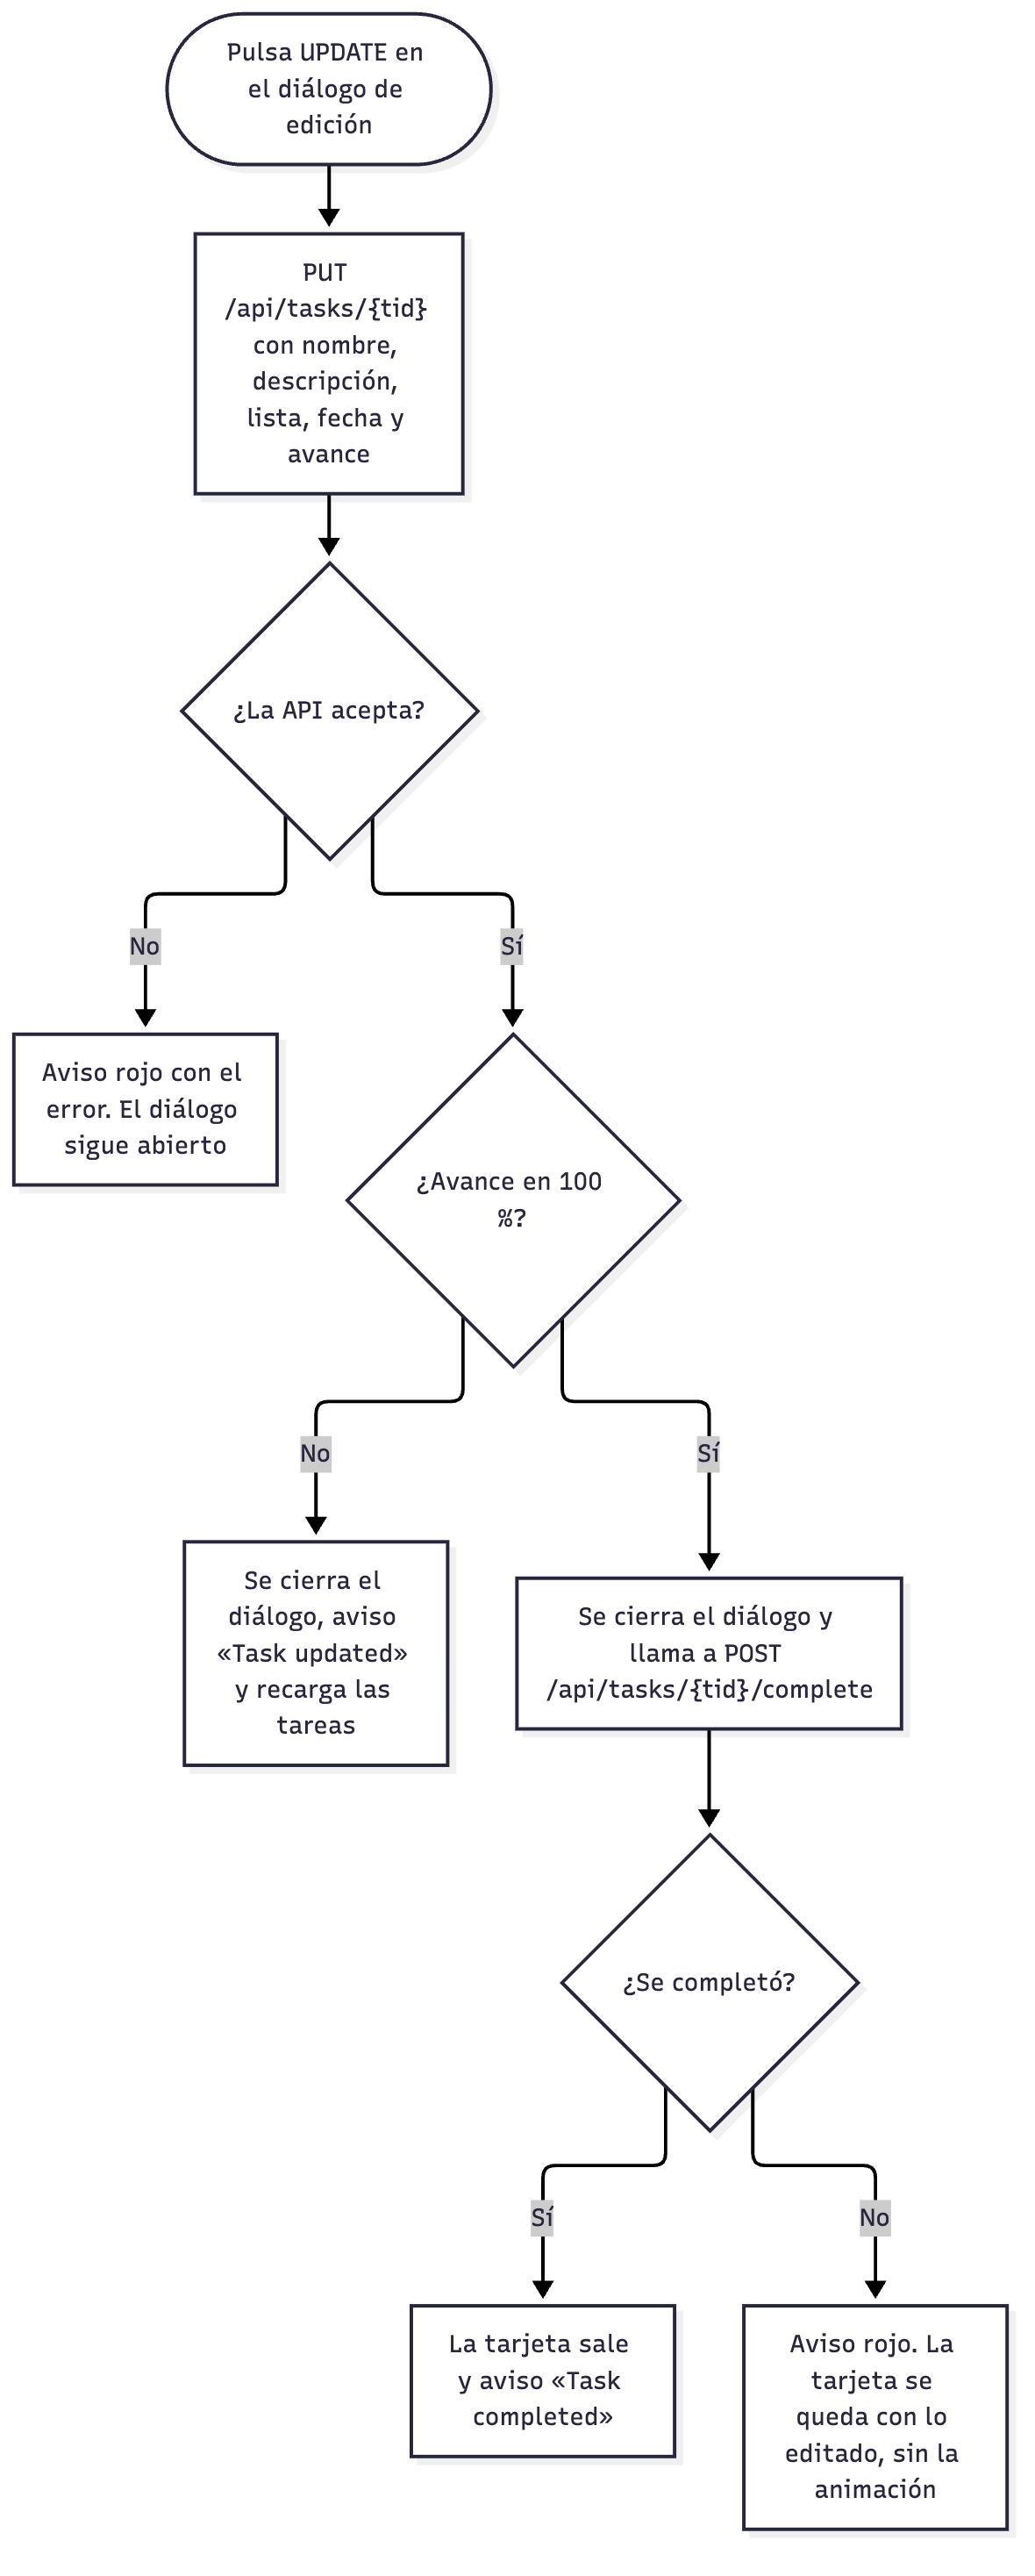 Pulsa UPDATE en
el diálogo de
edición
PUT
/api/tasks/{tid}
con nombre,
descripción,
lista, fecha y
avance
¿La API acepta?
No
Sí
Aviso rojo con el
error. El diálogo
sigue abierto
¿Avance en 100
%?
No
Sí
Se cierra el
diálogo, aviso
«Task updated»
y recarga las
tareas
Se cierra el diálogo y
llama a POST
/api/tasks/{tid}/complete
¿Se completó?
Sí
No
La tarjeta sale
y aviso «Task
completed»
Aviso rojo. La
tarjeta se
queda con lo
editado, sin la
animación